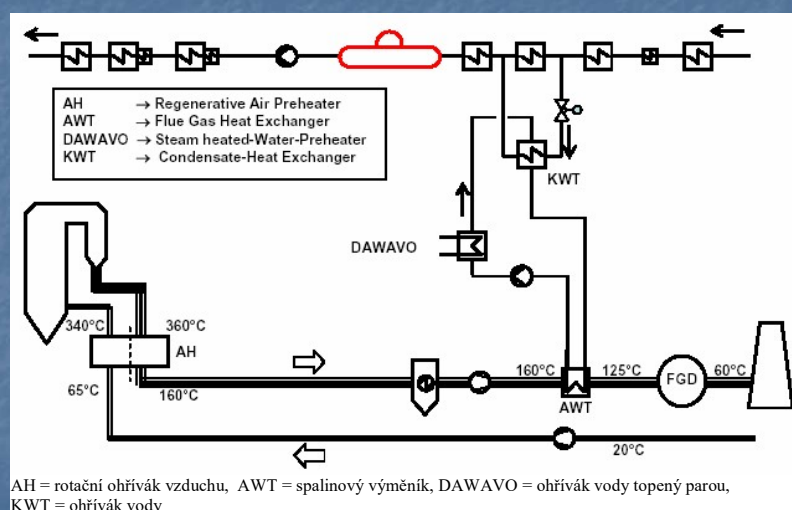 AH → Regenerative Air Preheater
AWT → Flue Gas Heat Exchanger
DAWAVO → Steam heated-Water-Preheater
KWT → Condensate-Heat Exchanger
KWT
DAWAVO
340°C 360°C
AH
65°C 160°C
160°C 125°C FGD 60°C
AWT
20°C
AH = rotační ohřívák vzduchu, AWT = spalinový výměník, DAWAVO = ohřívák vody topený parou,
KWT = ohřívák vody